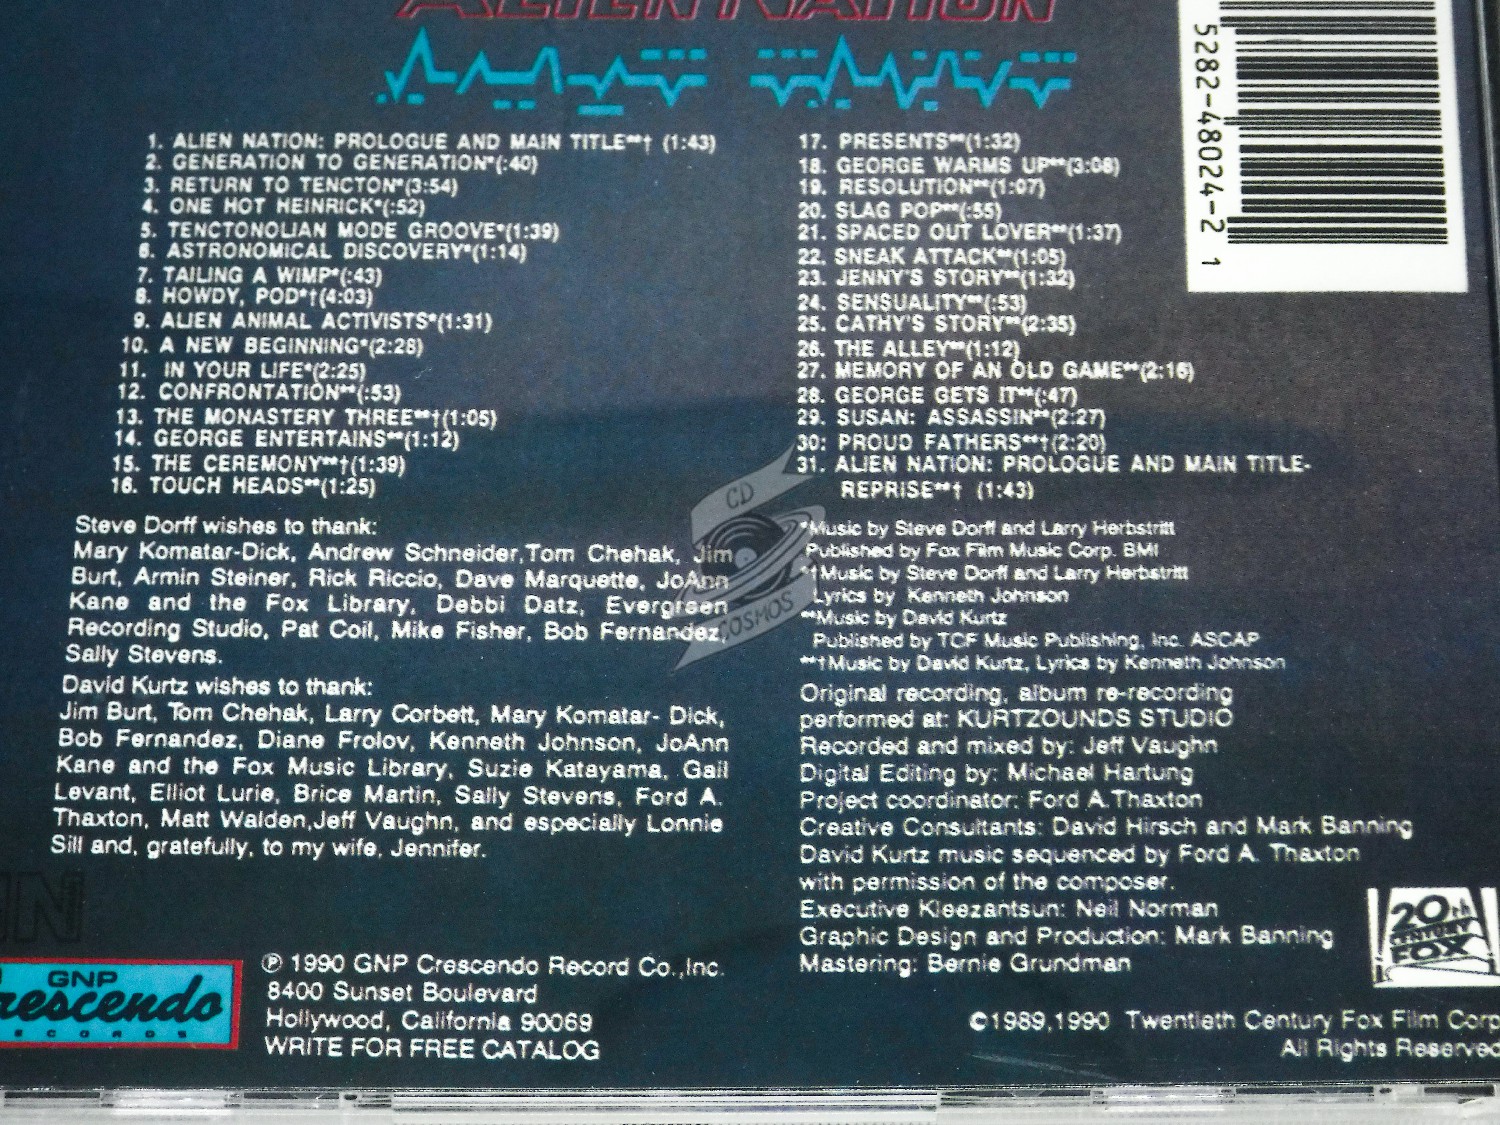 ALIEN NATION
1. ALIEN NATION: PROLOGUE AND MAIN TITLE**† (1:43)
2. GENERATION TO GENERATION*(:40)
3. RETURN TO TENCTON*(3:54)
4. ONE HOT HEINRICK*(:52)
5. TENCTONOLIAN MODE GROOVE*(1:39)
6. ASTRONOMICAL DISCOVERY*(1:14)
7. TAILING A WIMP*(:43)
8. HOWDY, POD*†(4:03)
9. ALIEN ANIMAL ACTIVISTS*(1:31)
10. A NEW BEGINNING*(2:28)
11. IN YOUR LIFE*(2:25)
12. CONFRONTATION**(:53)
13. THE MONASTERY THREE**†(1:05)
14. GEORGE ENTERTAINS**(1:12)
15. THE CEREMONY**†(1:39)
16. TOUCH HEADS**(1:25)
17. PRESENTS**(1:32)
18. GEORGE WARMS UP**(3:08)
19. RESOLUTION**(1:07)
20. SLAG POP**(:55)
21. SPACED OUT LOVER**(1:37)
22. SNEAK ATTACK**(1:05)
23. JENNY'S STORY**(1:32)
24. SENSUALITY**(:53)
25. CATHY'S STORY**(2:35)
26. THE ALLEY**(1:12)
27. MEMORY OF AN OLD GAME**(2:16)
28. GEORGE GETS IT**(:47)
29. SUSAN: ASSASSIN**(2:27)
30: PROUD FATHERS**†(2:20)
31. ALIEN NATION: PROLOGUE AND MAIN TITLE-
REPRISE**† (1:43)
5282-48024-2 1
Steve Dorff wishes to thank:
Mary Komatar-Dick, Andrew Schneider,Tom Chehak, Jim
Burt, Armin Steiner, Rick Riccio, Dave Marquette, JoAnn
Kane and the Fox Library, Debbi Datz, Evergreen
Recording Studio, Pat Coil, Mike Fisher, Bob Fernandez,
Sally Stevens.
David Kurtz wishes to thank:
Jim Burt, Tom Chehak, Larry Corbett, Mary Komatar- Dick,
Bob Fernandez, Diane Frolov, Kenneth Johnson, JoAnn
Kane and the Fox Music Library, Suzie Katayama, Gail
Levant, Elliot Lurie, Brice Martin, Sally Stevens, Ford A.
Thaxton, Matt Walden,Jeff Vaughn, and especially Lonnie
Sill and, gratefully, to my wife, Jennifer.
*Music by Steve Dorff and Larry Herbstritt
Published by Fox Film Music Corp. BMI
*†Music by Steve Dorff and Larry Herbstritt
Lyrics by Kenneth Johnson
**Music by David Kurtz
Published by TCF Music Publishing, Inc. ASCAP
**†Music by David Kurtz, Lyrics by Kenneth Johnson
Original recording, album re-recording
performed at: KURTZOUNDS STUDIO
Recorded and mixed by: Jeff Vaughn
Digital Editing by: Michael Hartung
Project coordinator: Ford A.Thaxton
Creative Consultants: David Hirsch and Mark Banning
David Kurtz music sequenced by Ford A. Thaxton
with permission of the composer.
Executive Kleezantsun: Neil Norman
Graphic Design and Production: Mark Banning
Mastering: Bernie Grundman
CD
COSMOS
GNP
Crescendo
RECORDS
℗ 1990 GNP Crescendo Record Co.,Inc.
8400 Sunset Boulevard
Hollywood, California 90069
WRITE FOR FREE CATALOG
20th
CENTURY
FOX
©1989,1990 Twentieth Century Fox Film Corp
All Rights Reserved